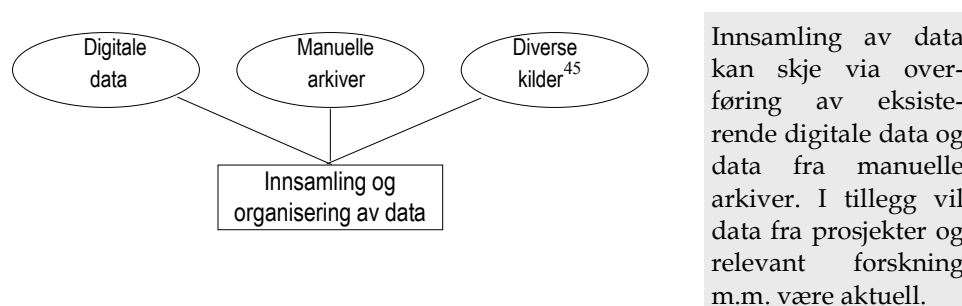 Digitale
data
Manuelle
arkiver
Diverse
kilder45
Innsamling og
organisering av data
Innsamling av data
kan skje via over-
føring av eksiste-
rende digitale data og
data fra manuelle
arkiver. I tillegg vil
data fra prosjekter og
relevant forskning
m.m. være aktuell.